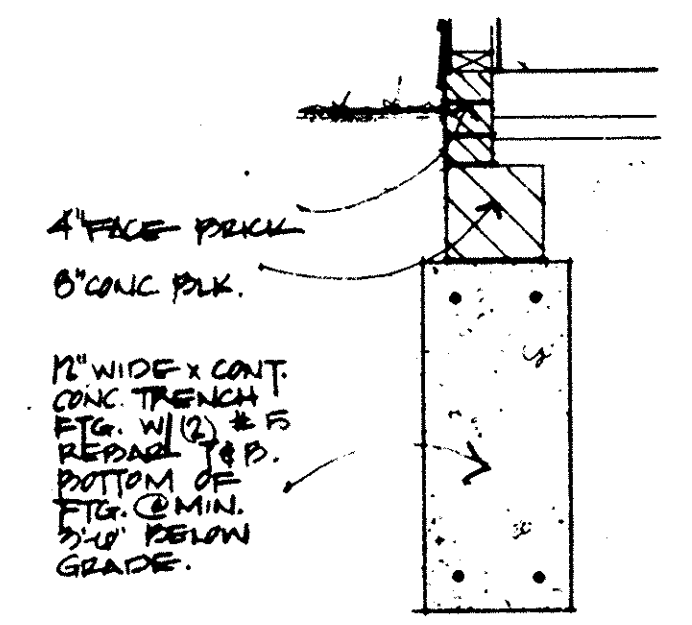 4" FACE BRICK
8" CONC BLK.
12" WIDE x CONT.
CONC. TRENCH
FTG. W/(2) # 5
REBAR T & B.
BOTTOM OF
FTG. @ MIN.
3'-6" BELOW
GRADE.